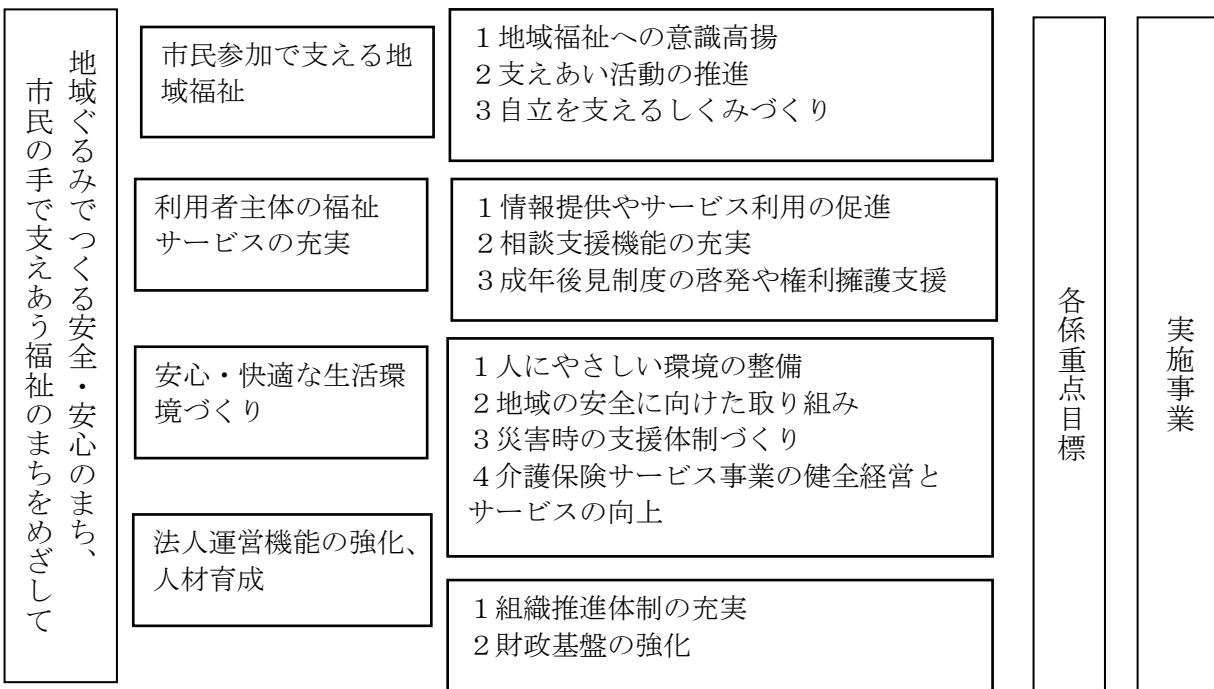 地域ぐるみでつくる安全・安心のまち、
市民の手で支えあう福祉のまちをめざして
市民参加で支える地
域福祉
1地域福祉への意識高揚
2支えあい活動の推進
3自立を支えるしくみづくり
利用者主体の福祉
サービスの充実
1情報提供やサービス利用の促進
2相談支援機能の充実
3成年後見制度の啓発や権利擁護支援
安心・快適な生活環
境づくり
1人にやさしい環境の整備
2地域の安全に向けた取り組み
3災害時の支援体制づくり
4介護保険サービス事業の健全経営と
サービスの向上
法人運営機能の強化、
人材育成
1組織推進体制の充実
2財政基盤の強化
各係重点目標
実施事業